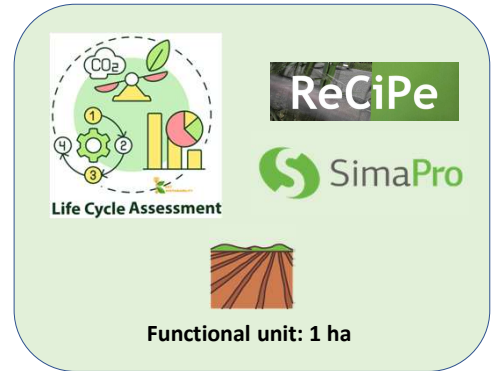 CO₂
1
2
3
4
Life Cycle Assessment
ReCiPe
SimaPro
Functional unit: 1 ha